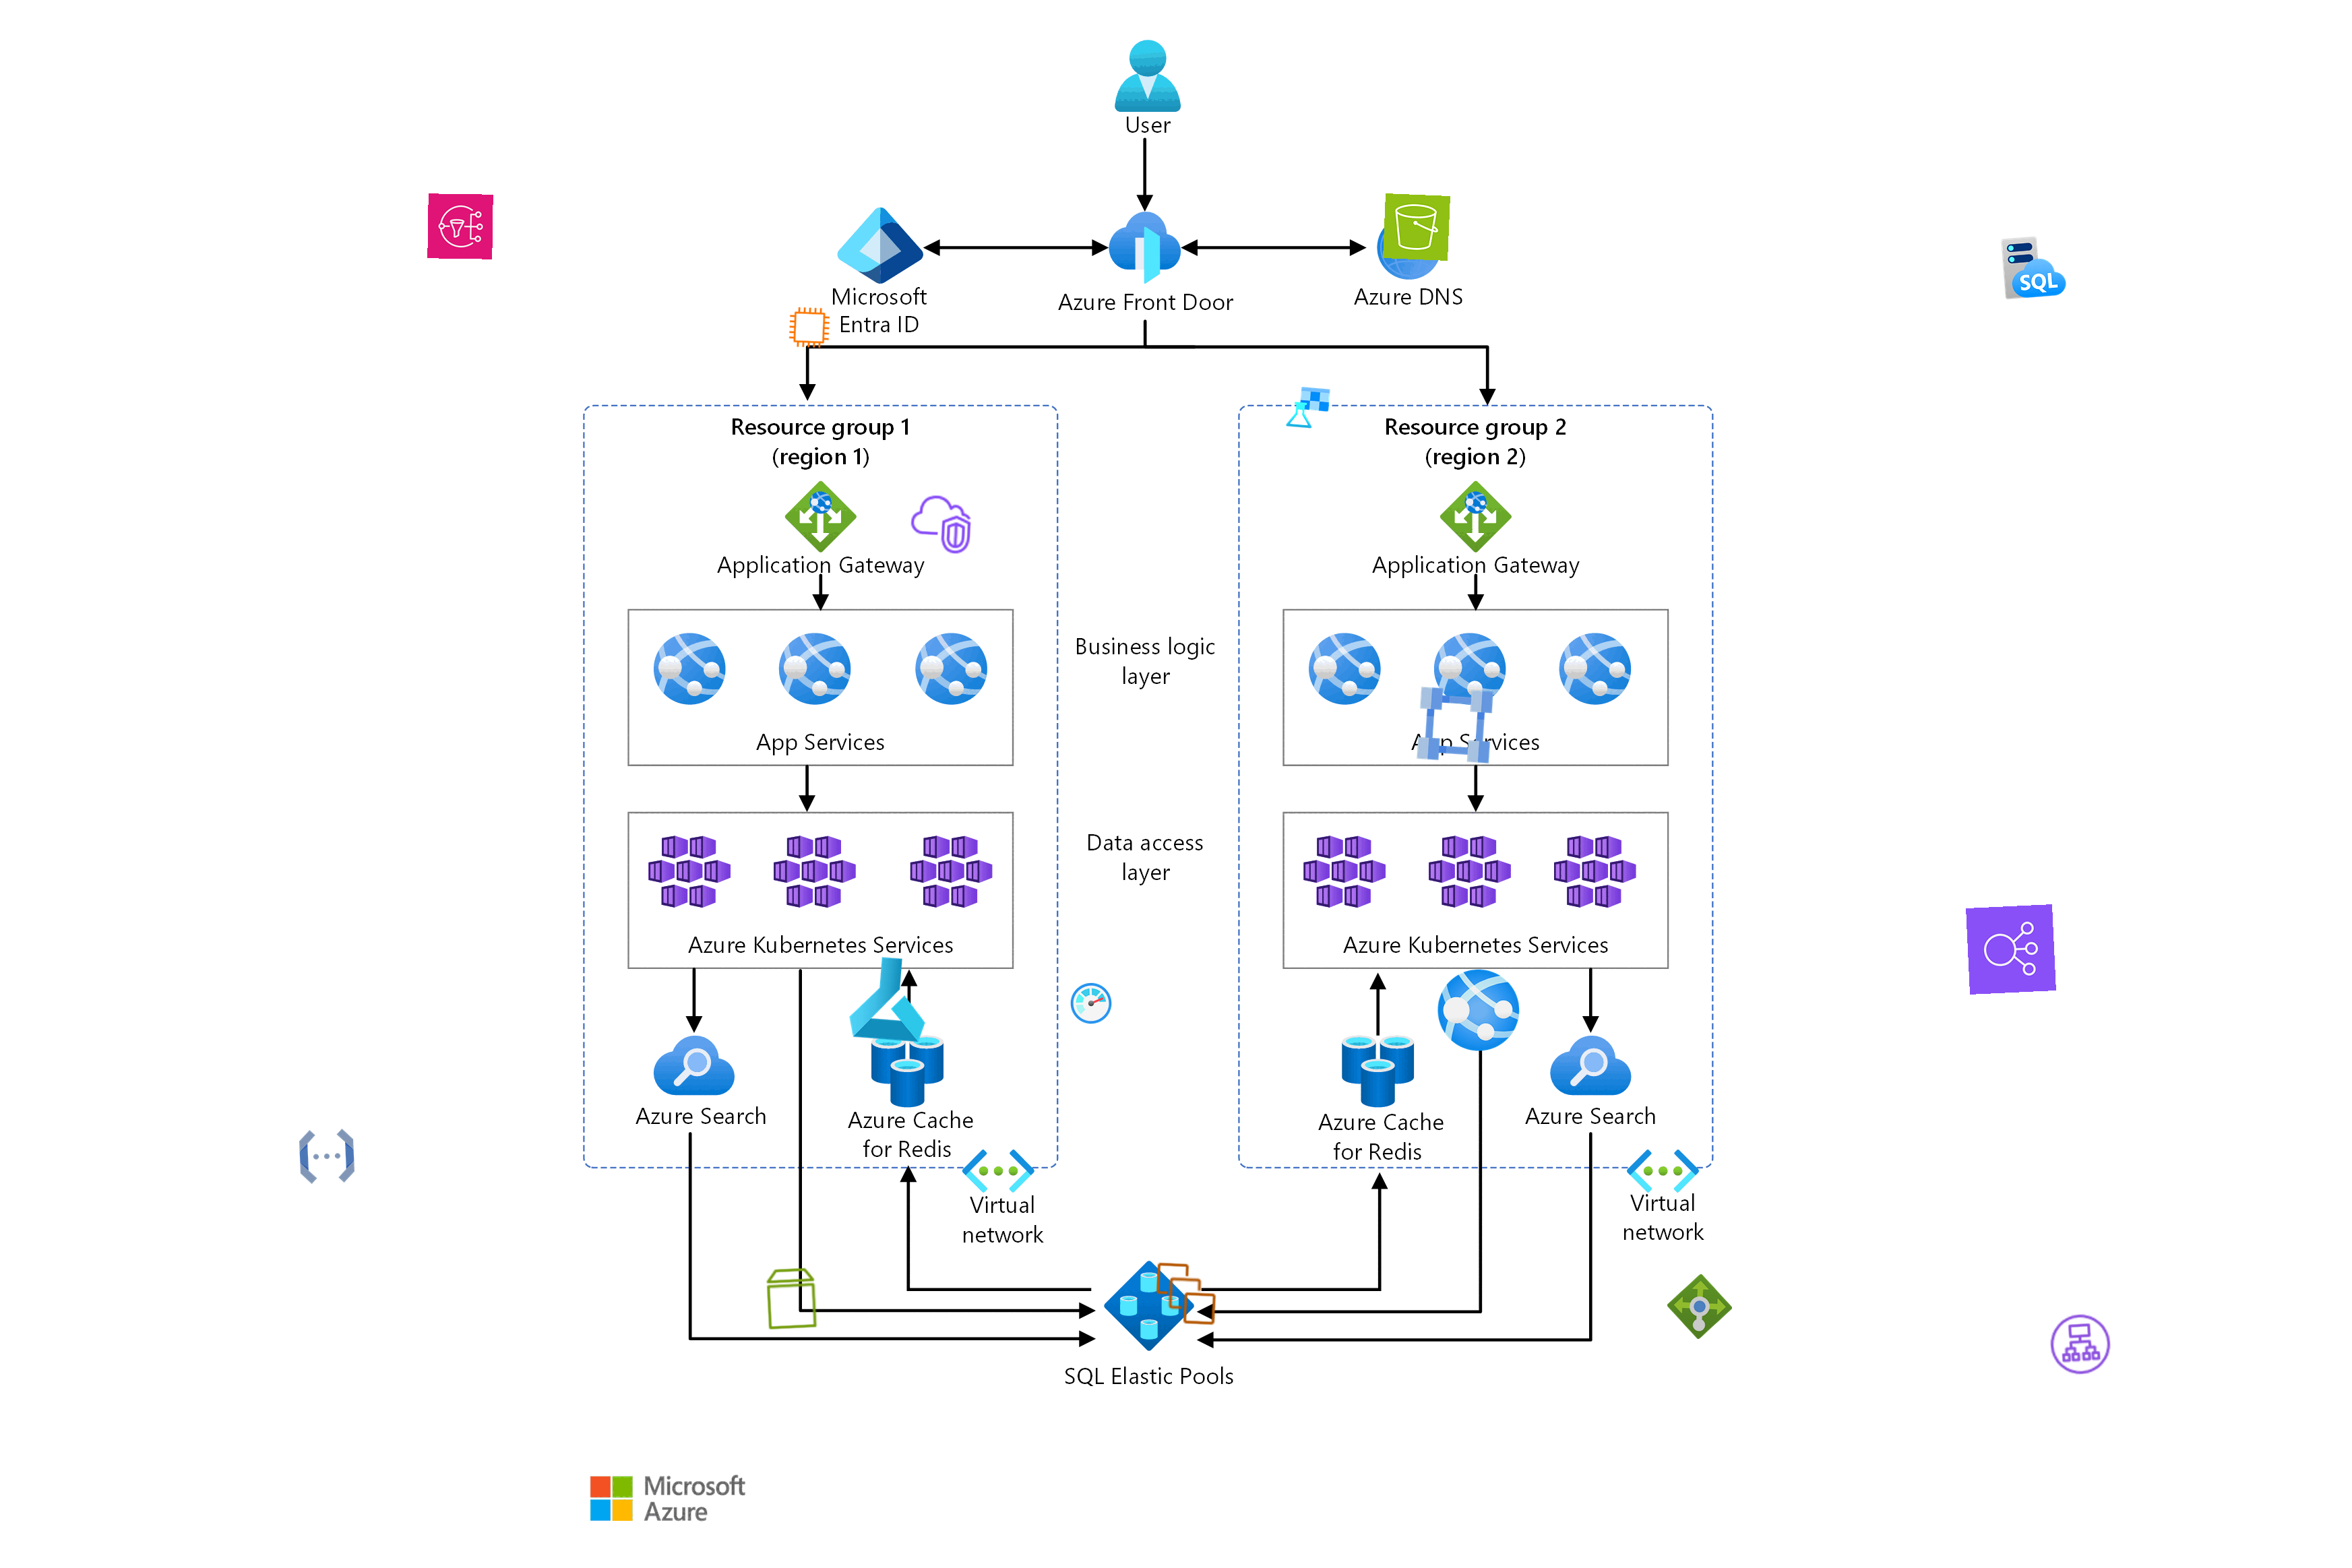 User
Microsoft
Entra ID
Azure Front Door
Azure DNS
SQL
Resource group 1
(region 1)
Resource group 2
(region 2)
Application Gateway
Application Gateway
Business logic
layer
App Services
App Services
Data access
layer
Azure Kubernetes Services
Azure Kubernetes Services
Azure Search
Azure Cache
for Redis
Azure Cache
for Redis
Azure Search
Virtual
network
Virtual
network
SQL Elastic Pools
Microsoft
Azure